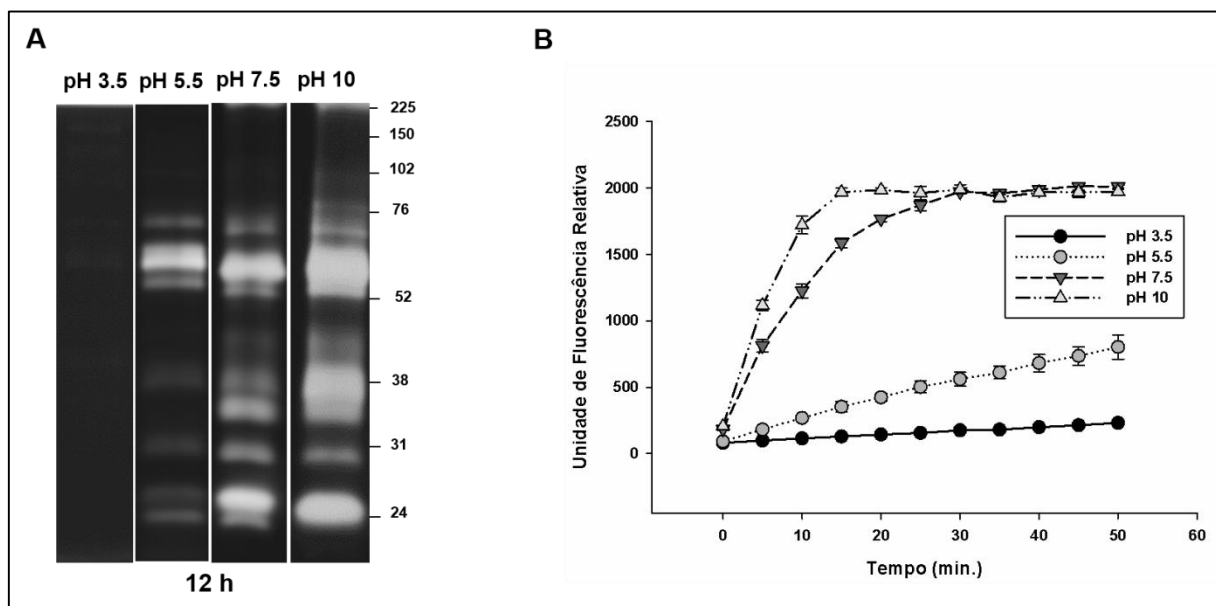 A
pH 3.5 pH 5.5 pH 7.5 pH 10
225
150
102
76
52
38
31
24
12 h
B
Unidade de Fluorescência Relativa
2500
2000
1500
1000
500
0
pH 3.5
pH 5.5
pH 7.5
pH 10
0 10 20 30 40 50 60
Tempo (min.)